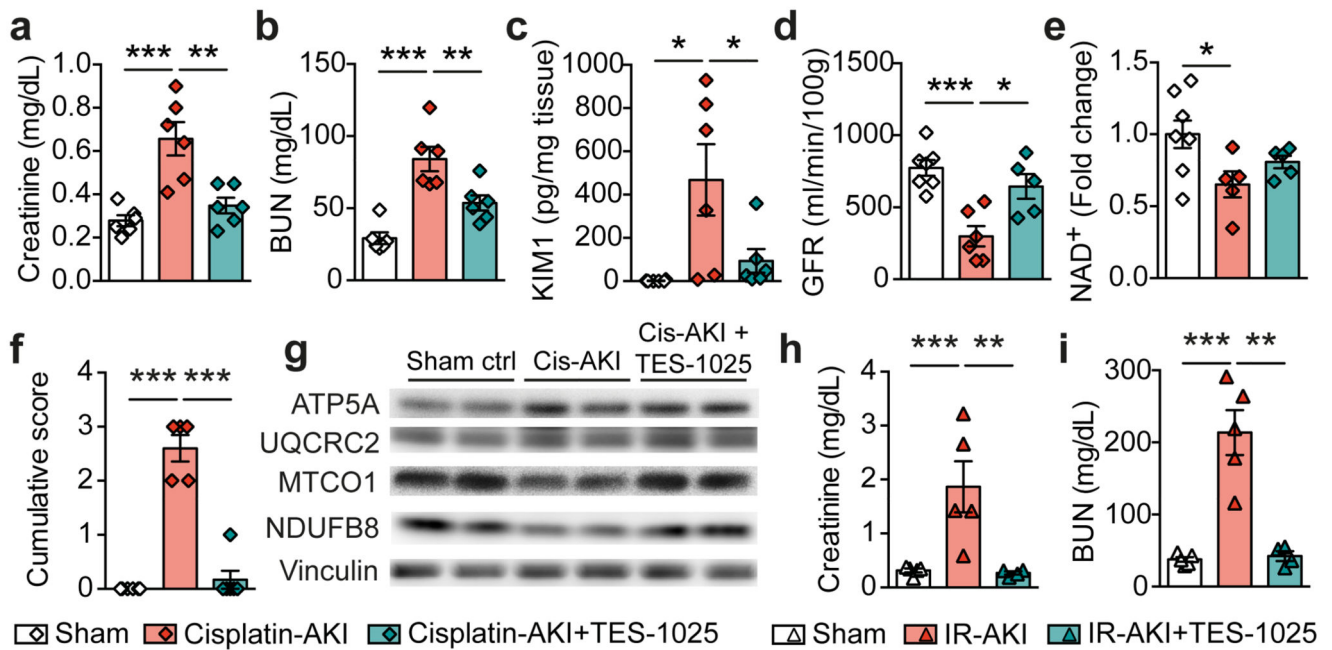 a
*** **
Creatinine (mg/dL)
1.0
0.8
0.6
0.4
0.2
0.0
b
*** **
BUN (mg/dL)
150
100
50
0
c
* *
KIM1 (pg/mg tissue)
1000
800
600
400
200
0
d
*** *
GFR (ml/min/100g)
1500
1000
500
0
e
*
NAD+ (Fold change)
1.5
1.0
0.5
0.0
f
*** ***
Cumulative score
4
3
2
1
0
g
Sham ctrl
Cis-AKI
Cis-AKI +
TES-1025
ATP5A
UQCRC2
MTCO1
NDUFB8
Vinculin
h
*** **
Creatinine (mg/dL)
4
3
2
1
0
i
*** **
BUN (mg/dL)
300
200
100
0
Sham Cisplatin-AKI Cisplatin-AKI+TES-1025
Sham IR-AKI IR-AKI+TES-1025